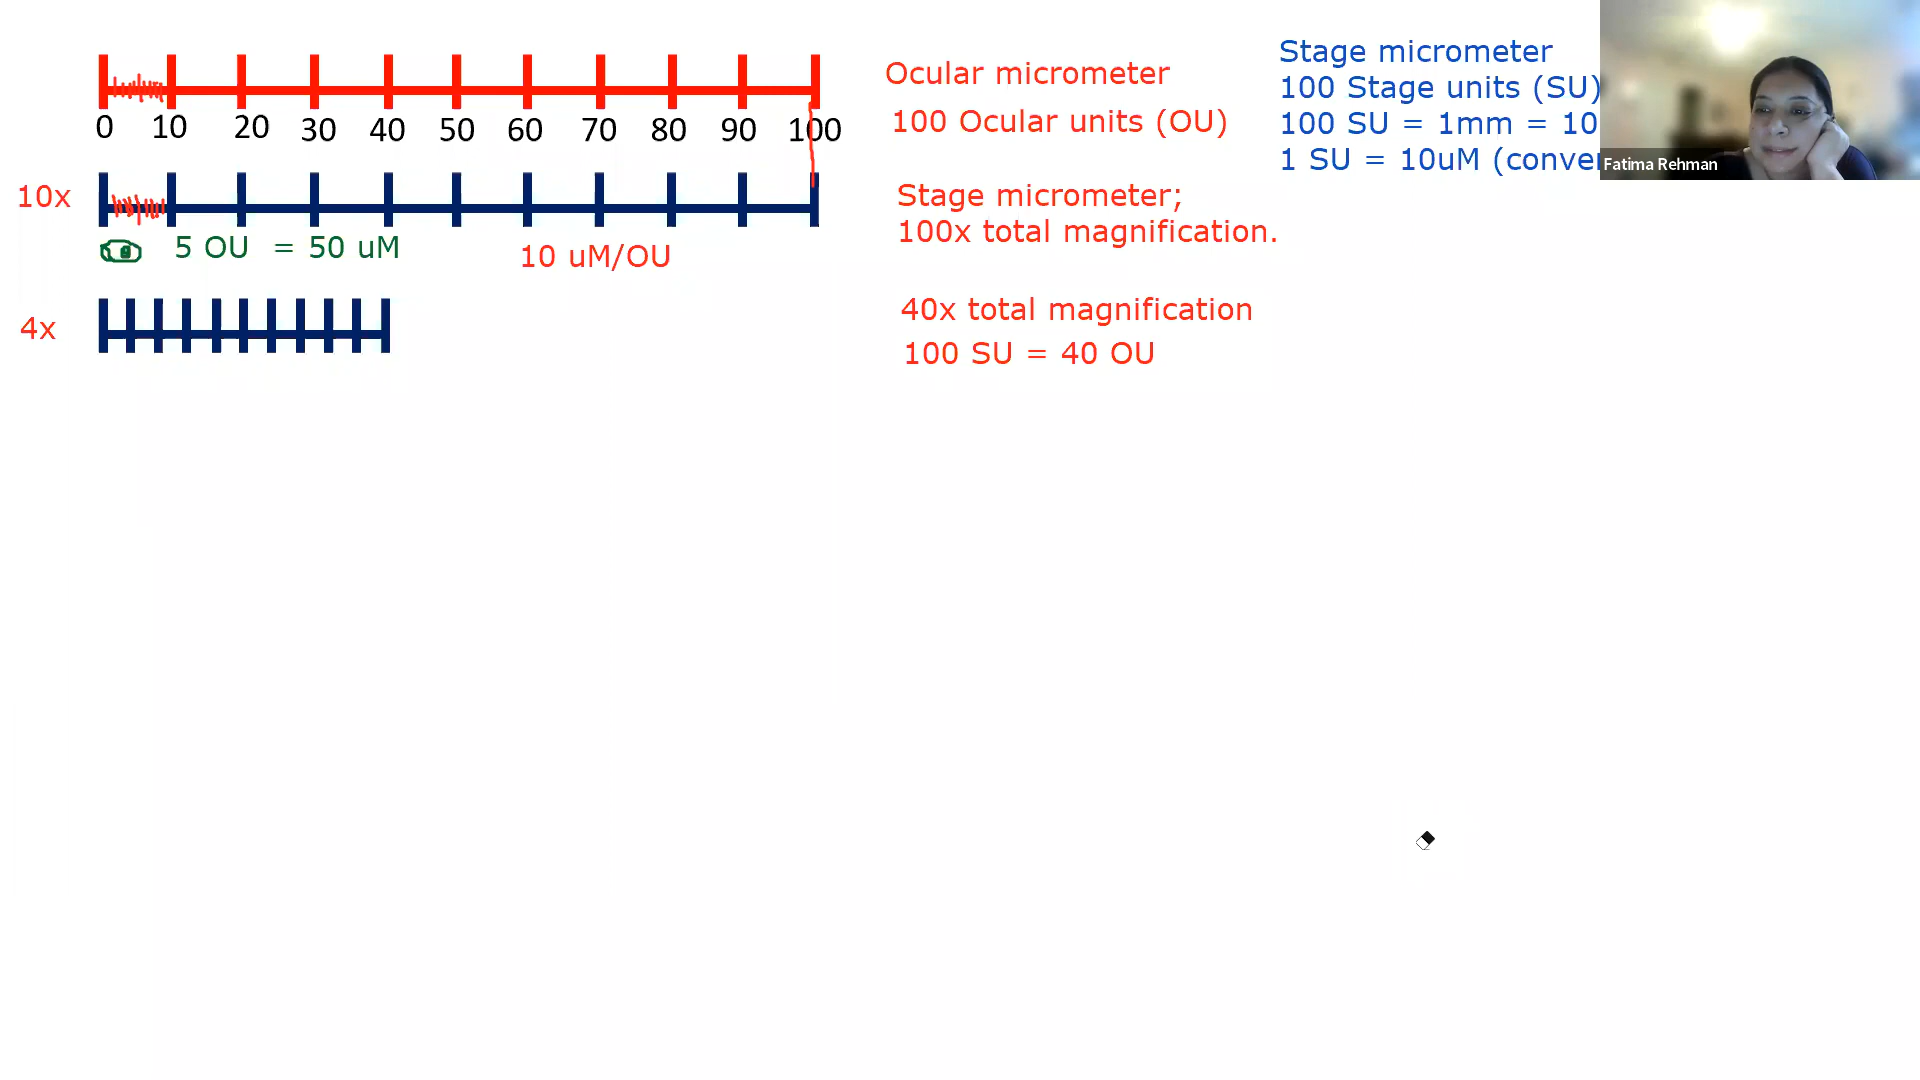 0 10 20 30 40 50 60 70 80 90 100
Ocular micrometer
100 Ocular units (OU)
Stage micrometer
100 Stage units (SU)
100 SU = 1mm = 10
1 SU = 10uM (conver
Fatima Rehman
10x
Stage micrometer;
100x total magnification.
5 OU = 50 uM
10 uM/OU
4x
40x total magnification
100 SU = 40 OU